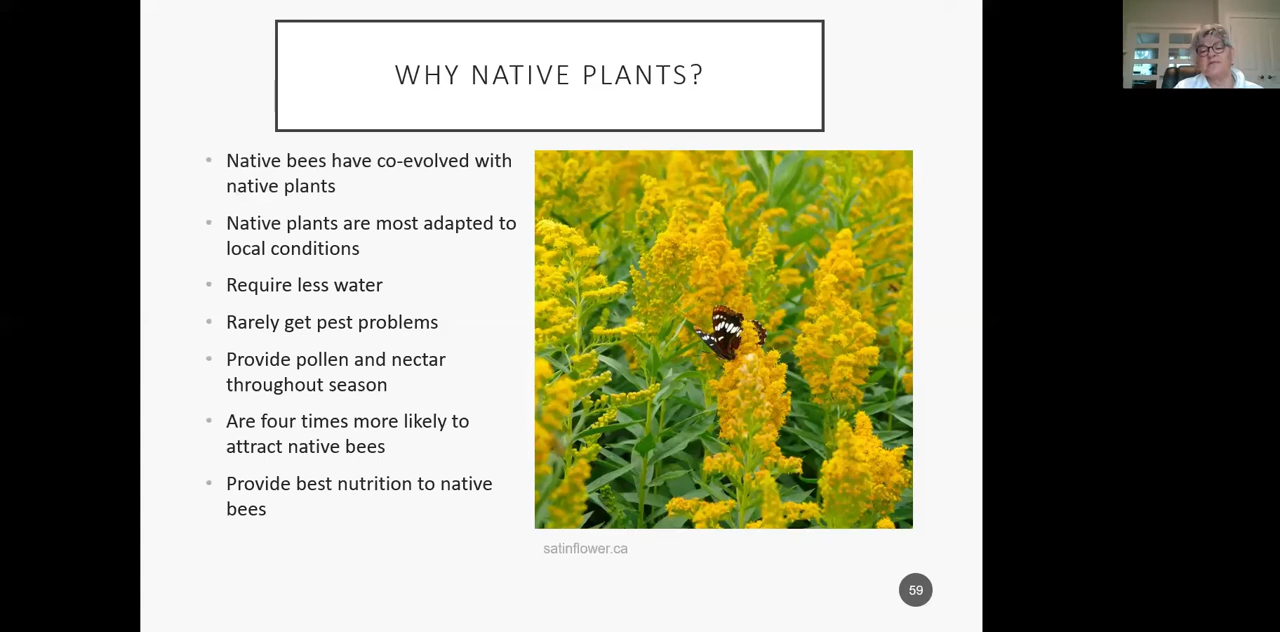 WHY NATIVE PLANTS?
• Native bees have co-evolved with
native plants
• Native plants are most adapted to
local conditions
• Require less water
• Rarely get pest problems
• Provide pollen and nectar
throughout season
• Are four times more likely to
attract native bees
• Provide best nutrition to native
bees
satinflower.ca
59